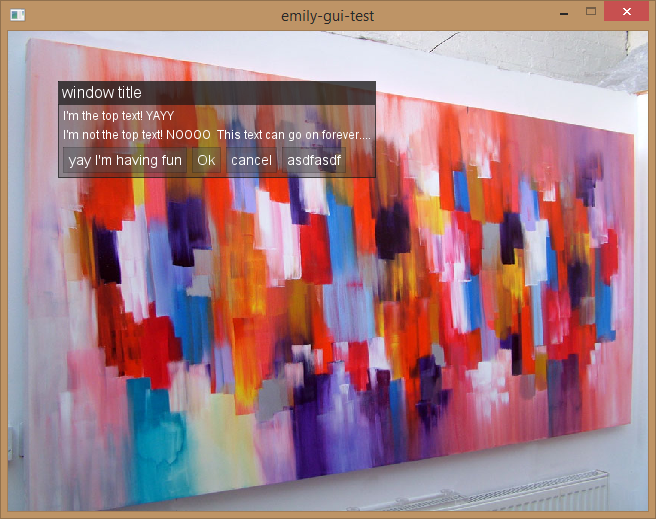 emily-gui-test
window title
I'm the top text! YAYY
I'm not the top text! NOOOO  This text can go on forever....
yay I'm having fun Ok cancel asdfasdf